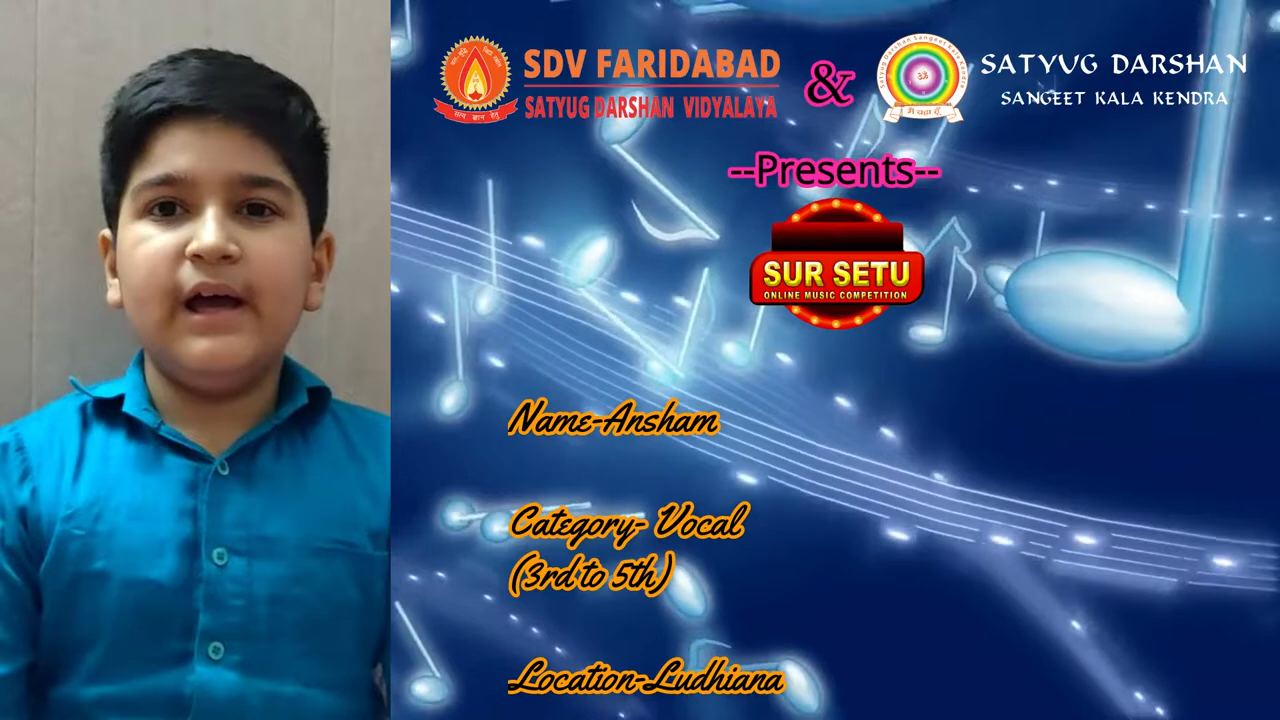 SDV FARIDABAD
SATYUG DARSHAN VIDYALAYA
&
SATYUG DARSHAN
SANGEET KALA KENDRA
--Presents--
SUR SETU
ONLINE MUSIC COMPETITION
Name-Ansham
Category- Vocal
(3rd to 5th)
Location-Ludhiana